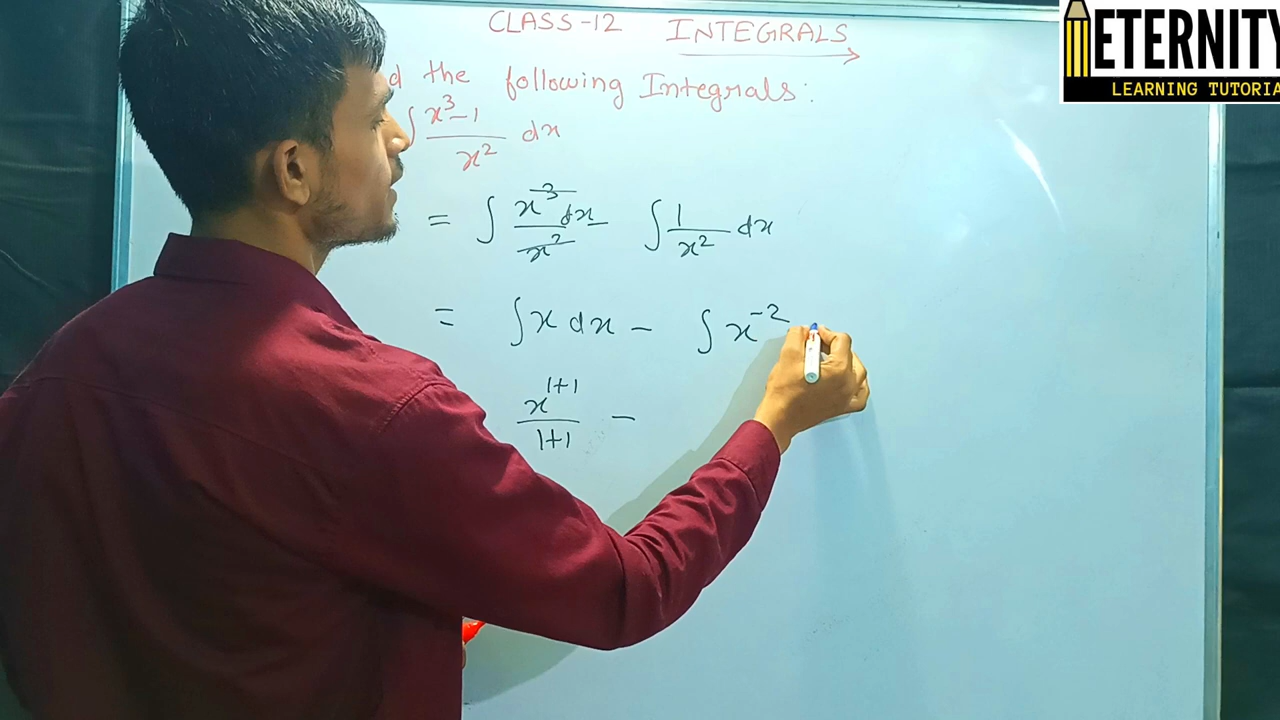 CLASS-12 INTEGRALS
ETERNITY
LEARNING TUTORIA
d the following Integrals:
∫ x³-1 / x² dx
= ∫ x³/x² dx - ∫ 1/x² dx
= ∫ x dx - ∫ x⁻²
x¹⁺¹ / 1+1 -